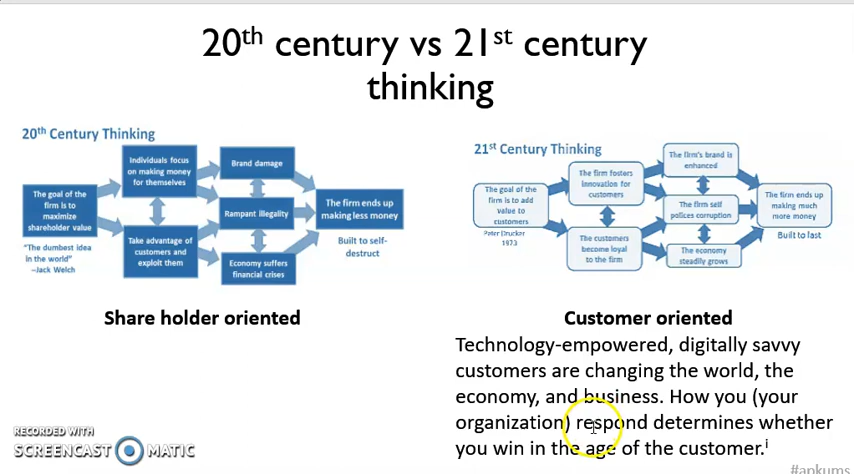 20th century vs 21st century
thinking
20th Century Thinking
The goal of the
firm is to
maximize
shareholder value
"The dumbest idea
in the world"
–Jack Welch
Individuals focus
on making money
for themselves
Take advantage of
customers and
exploit them
Brand damage
Rampant illegality
Economy suffers
financial crises
The firm ends up
making less money
Built to self-
destruct
Share holder oriented
21st Century Thinking
The goal of the
firm is to add
value to
customers
Peter Drucker
1973
The firm fosters
innovation for
customers
The customers
become loyal
to the firm
The firm's brand is
enhanced
The firm self
polices corruption
The economy
steadily grows
The firm ends up
making much
more money
Built to last
Customer oriented
Technology-empowered, digitally savvy
customers are changing the world, the
economy, and business. How you (your
organization) respond determines whether
you win in the age of the customer.i
RECORDED WITH
SCREENCAST MATIC
#apkums